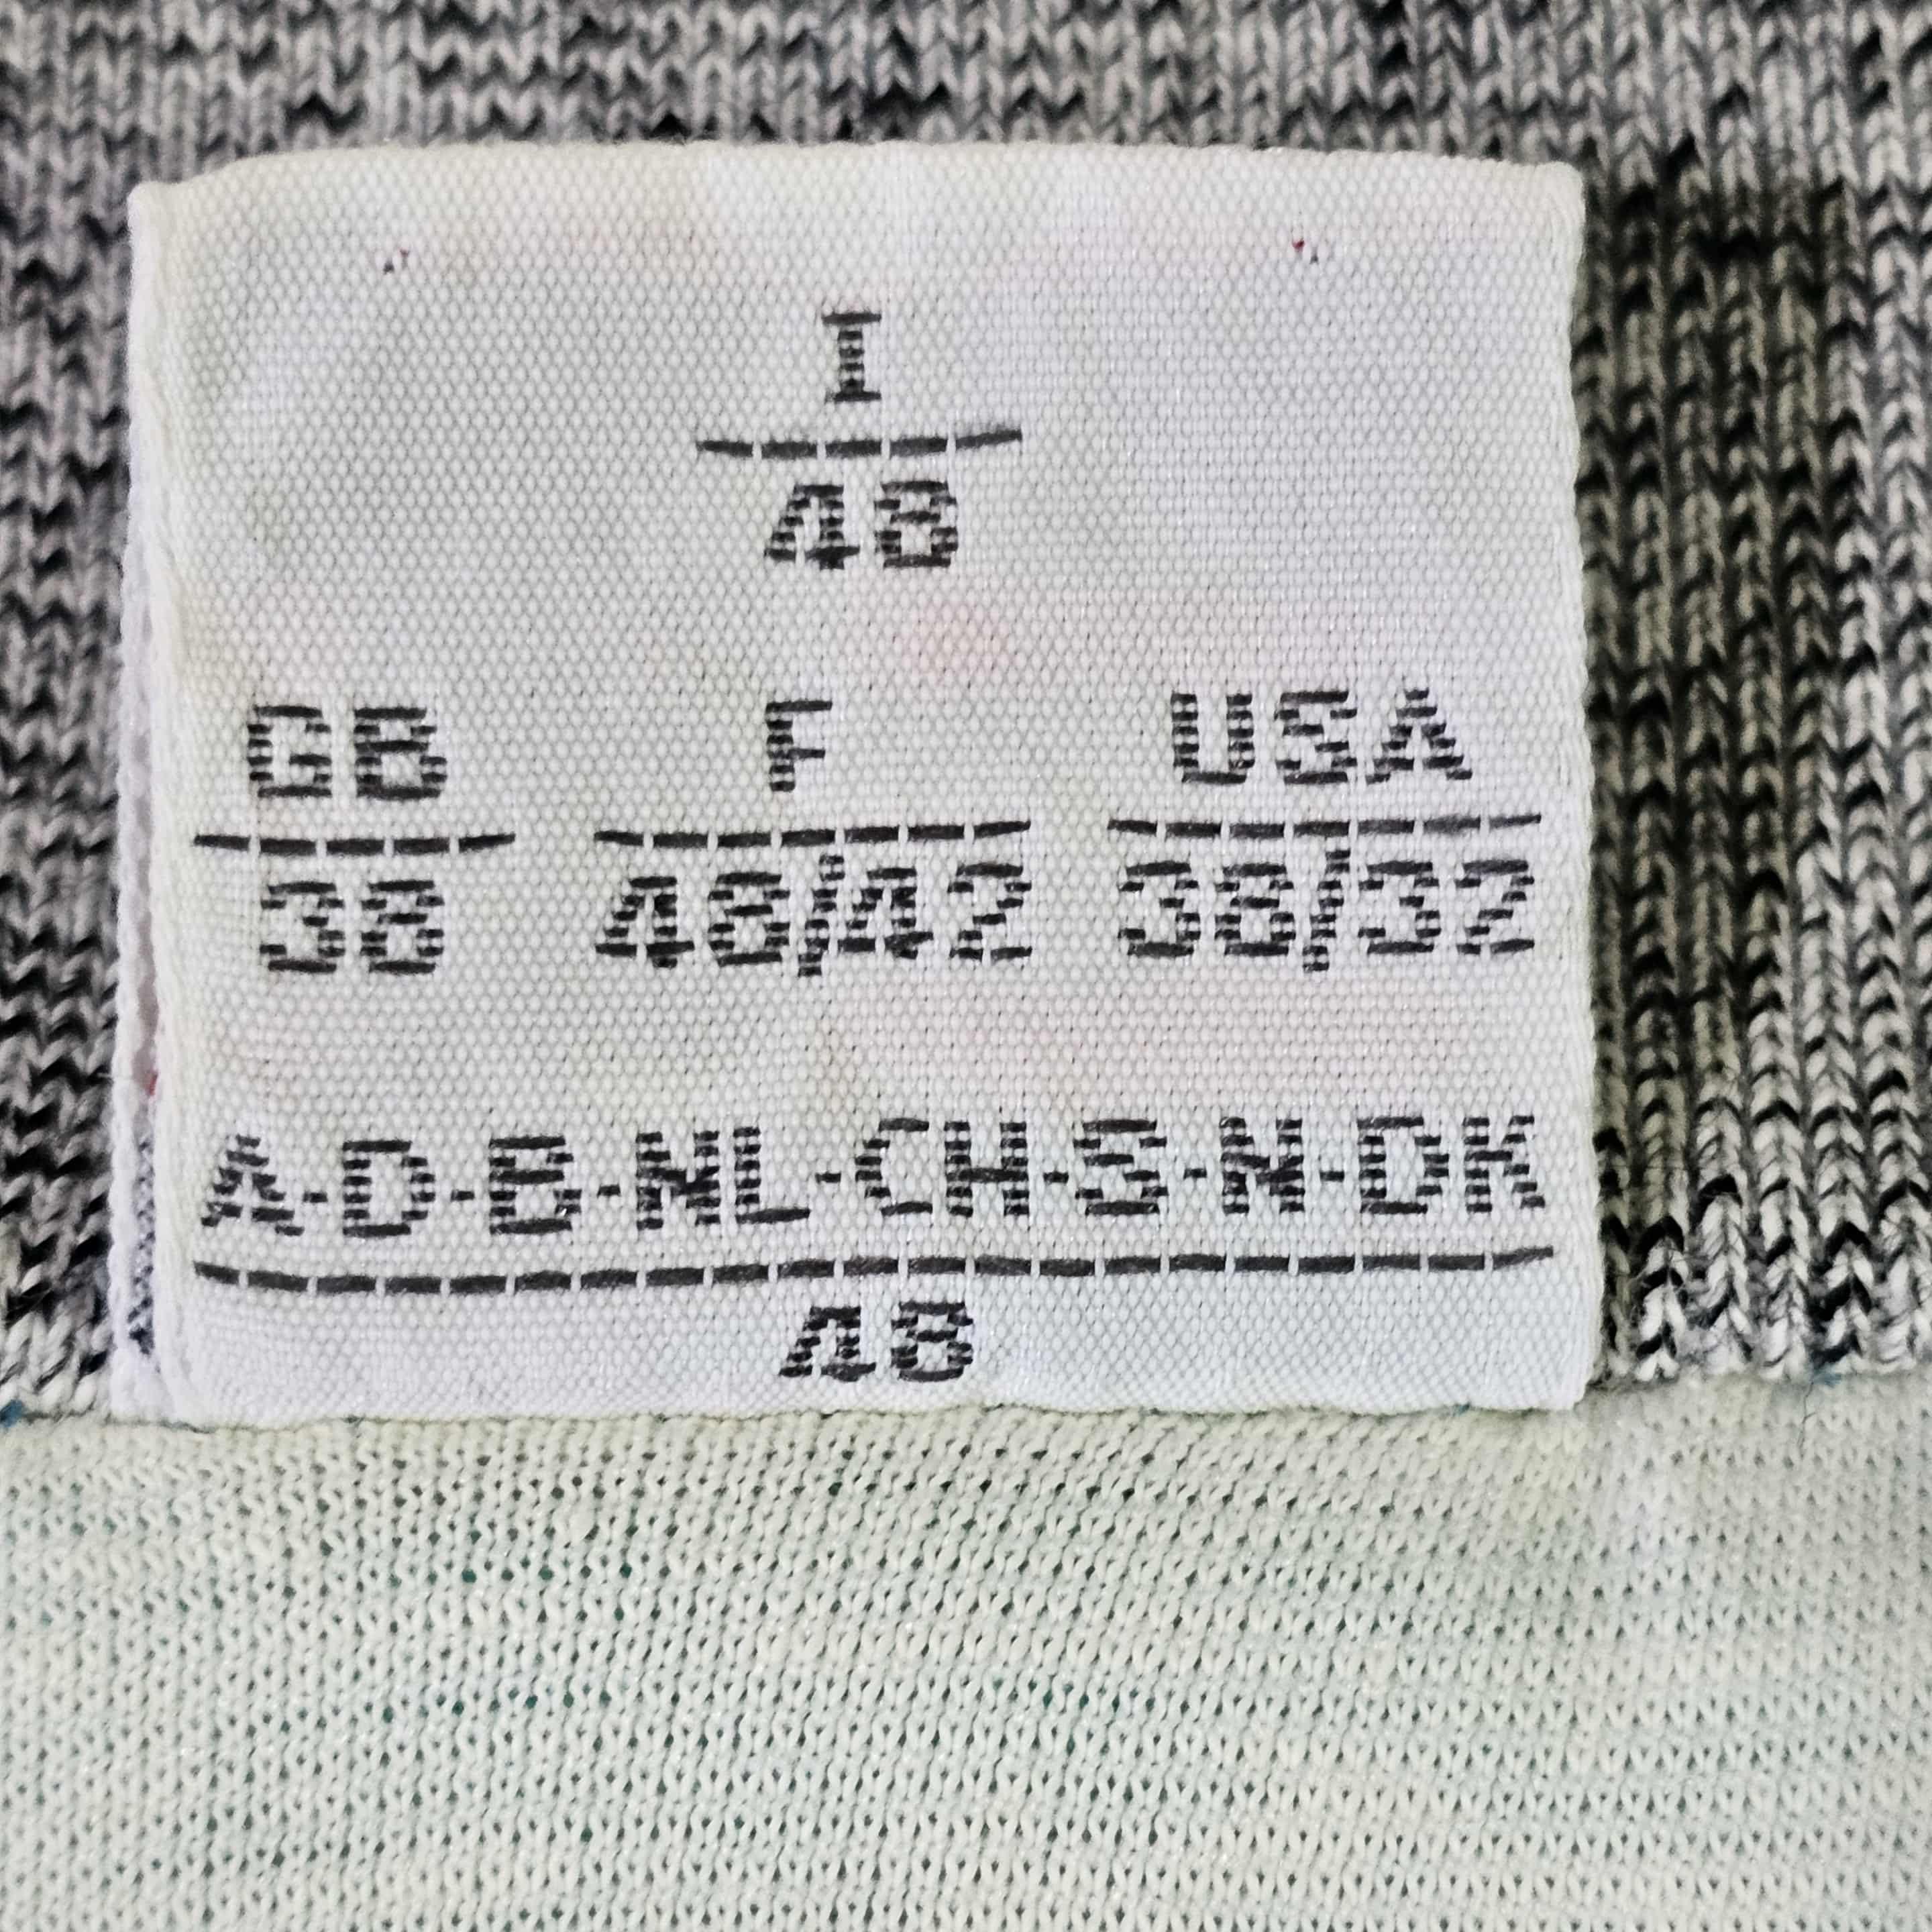 I
48
GB F USA
38 48/42 38/32
A-D-B-NL-CH-S-N-DK
48